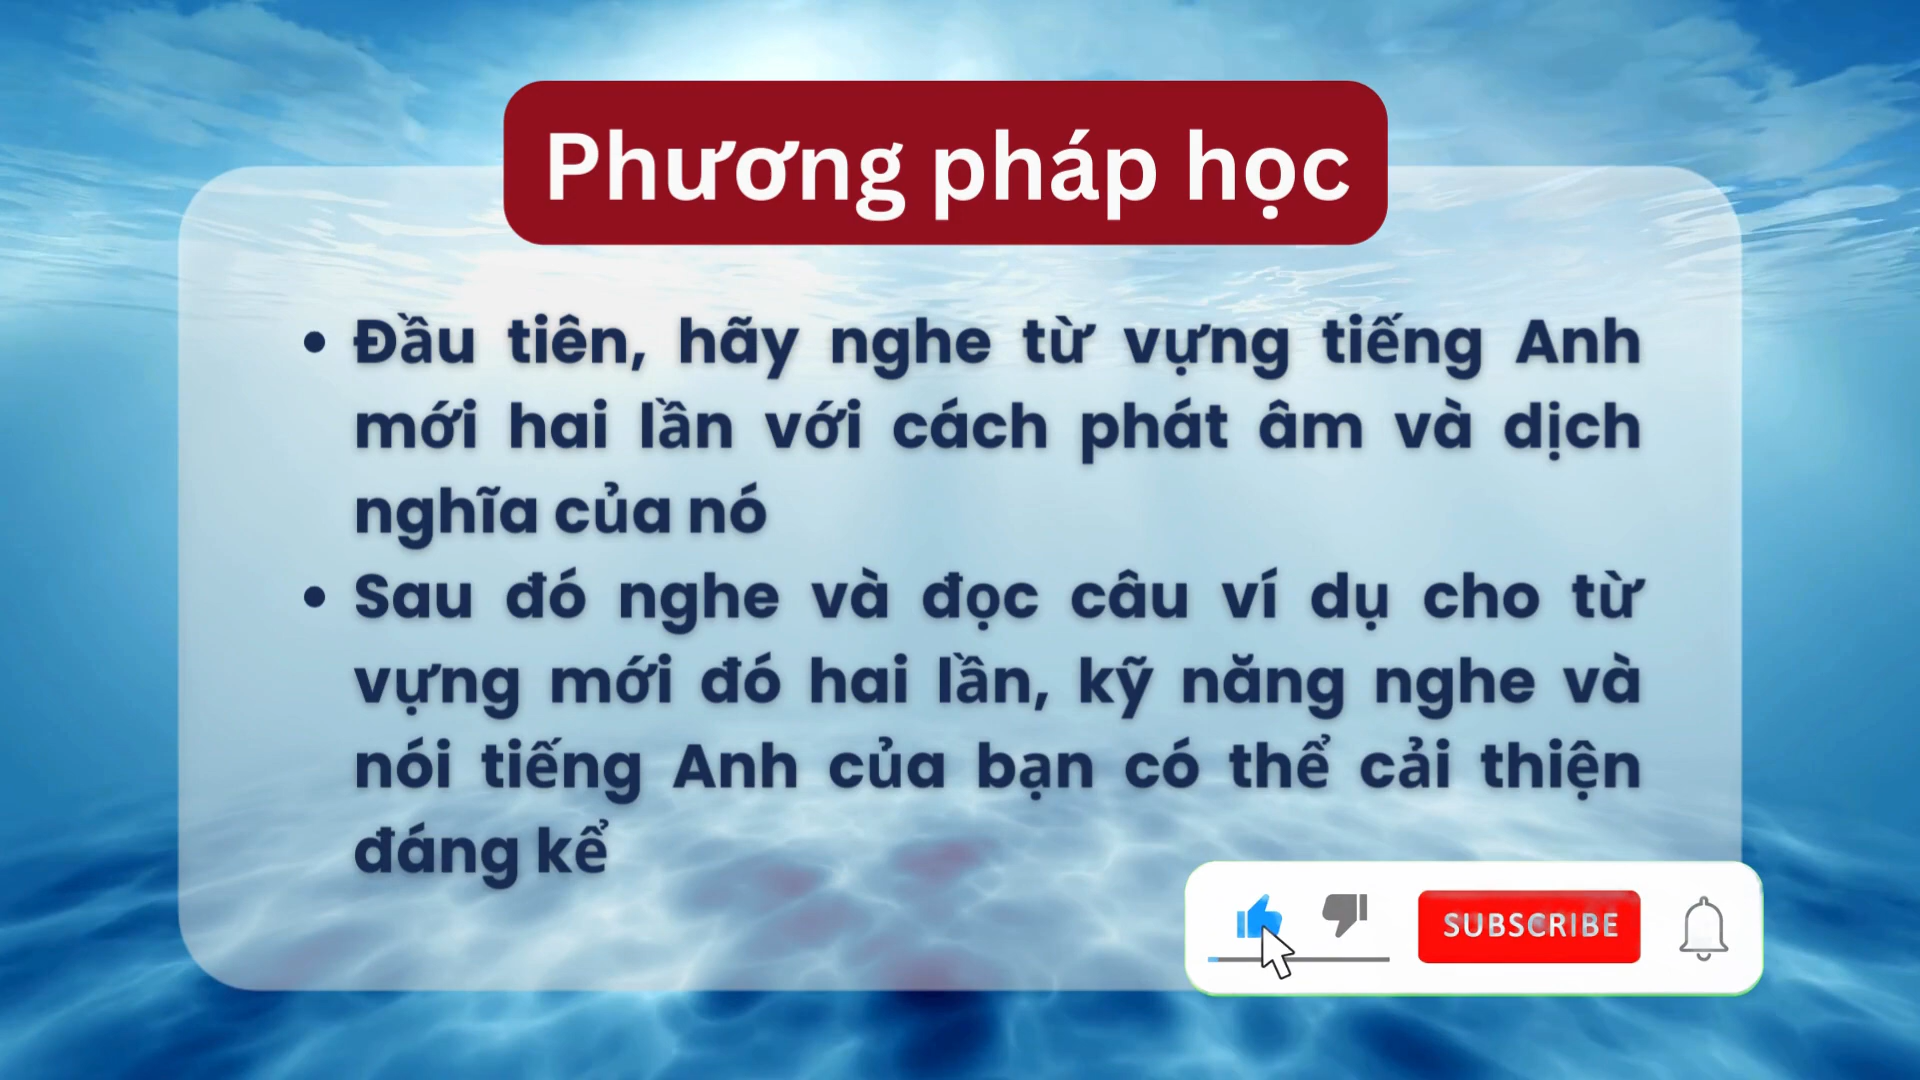 Phương pháp học
• Đầu tiên, hãy nghe từ vựng tiếng Anh
mới hai lần với cách phát âm và dịch
nghĩa của nó
• Sau đó nghe và đọc câu ví dụ cho từ
vựng mới đó hai lần, kỹ năng nghe và
nói tiếng Anh của bạn có thể cải thiện
đáng kể
SUBSCRIBE